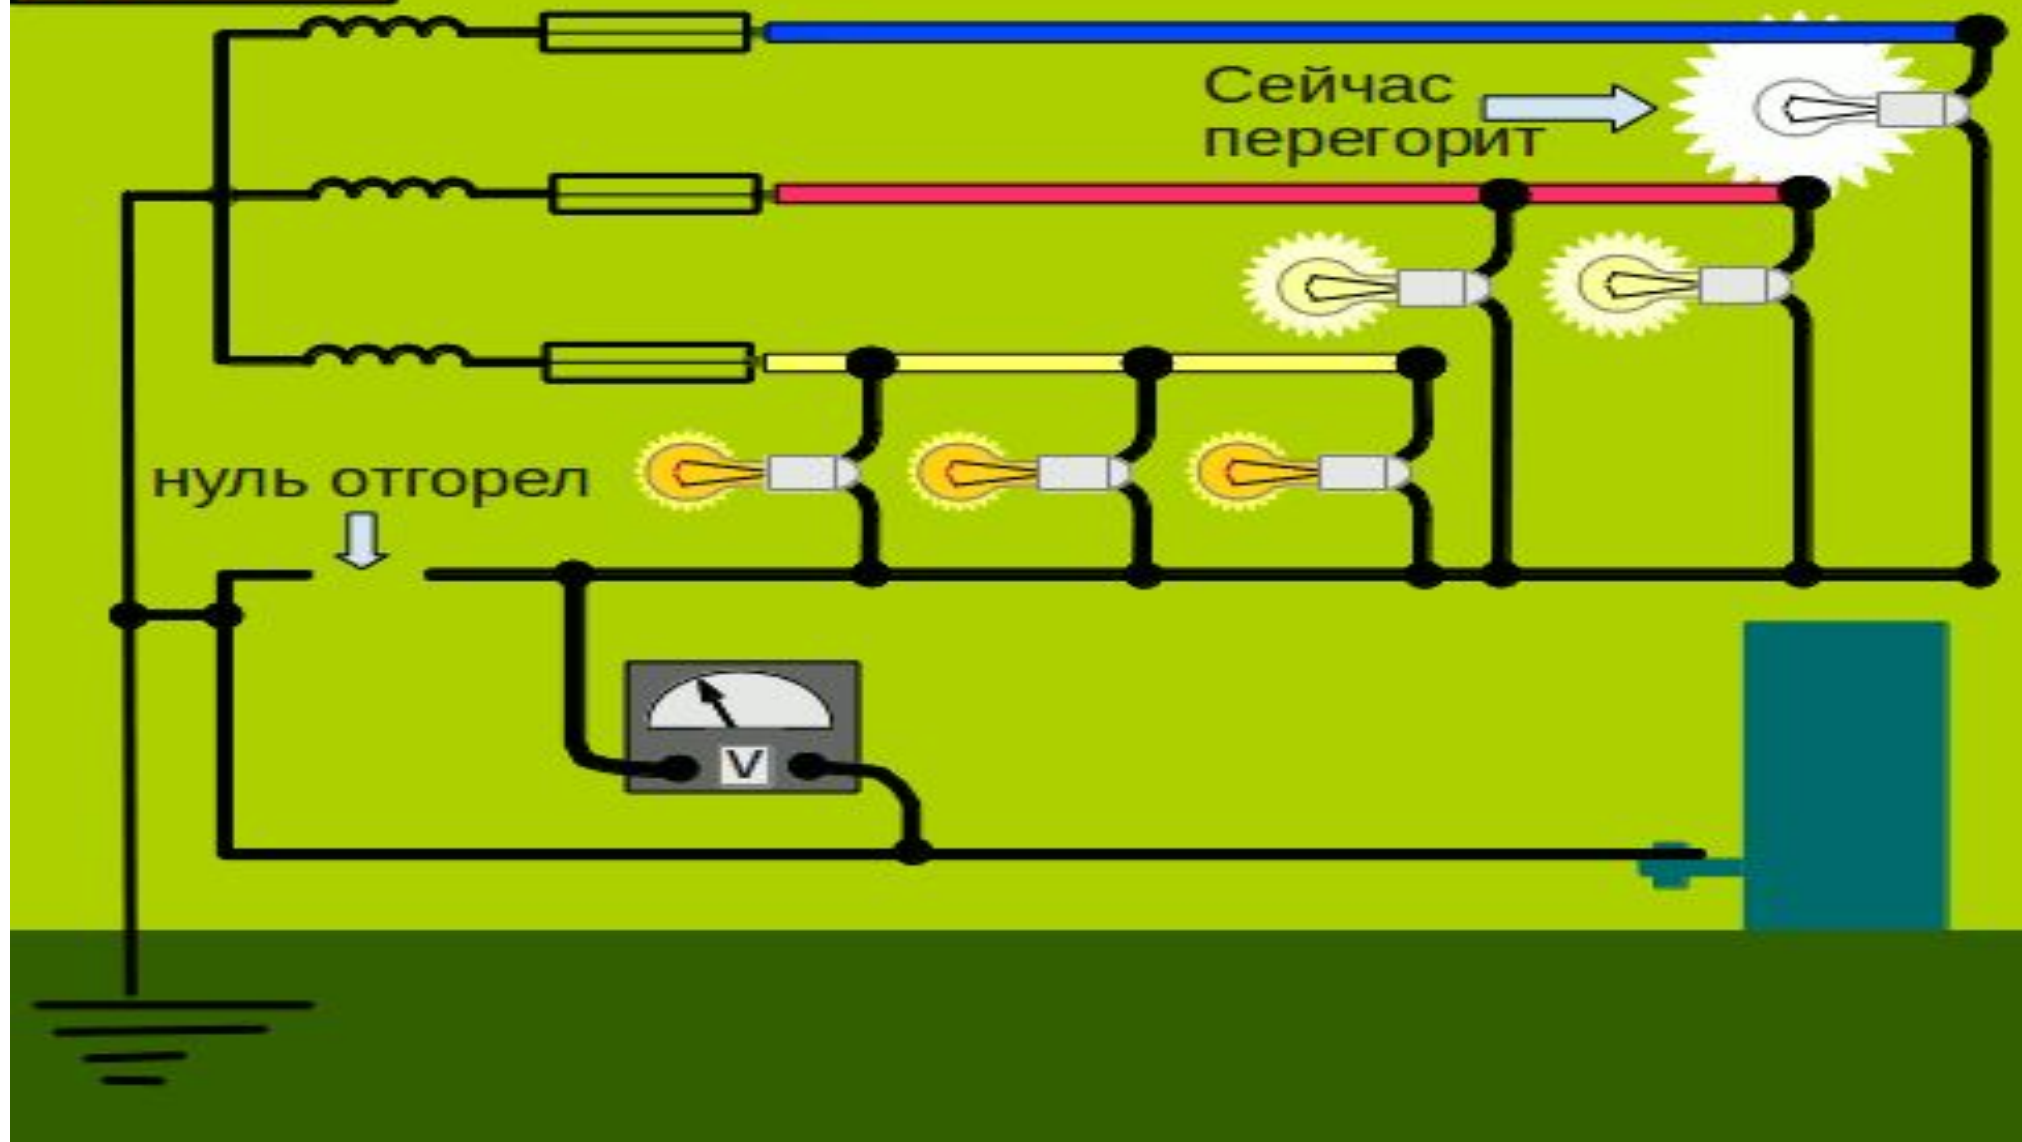 Сейчас
перегорит
нуль отгорел
V